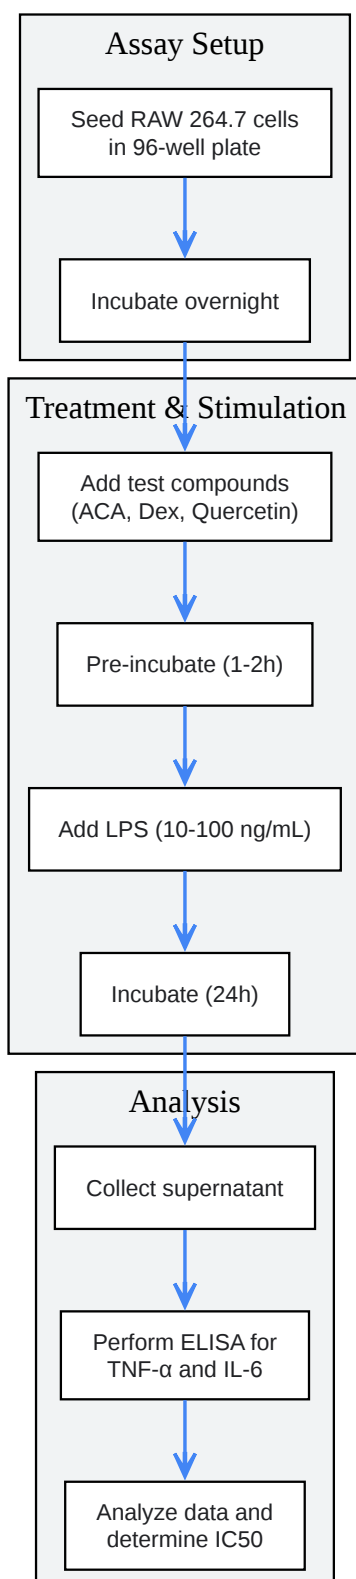 Assay Setup
Seed RAW 264.7 cells
in 96-well plate
Incubate overnight
Treatment & Stimulation
Add test compounds
(ACA, Dex, Quercetin)
Pre-incubate (1-2h)
Add LPS (10-100 ng/mL)
Incubate (24h)
Analysis
Collect supernatant
Perform ELISA for
TNF-α and IL-6
Analyze data and
determine IC50